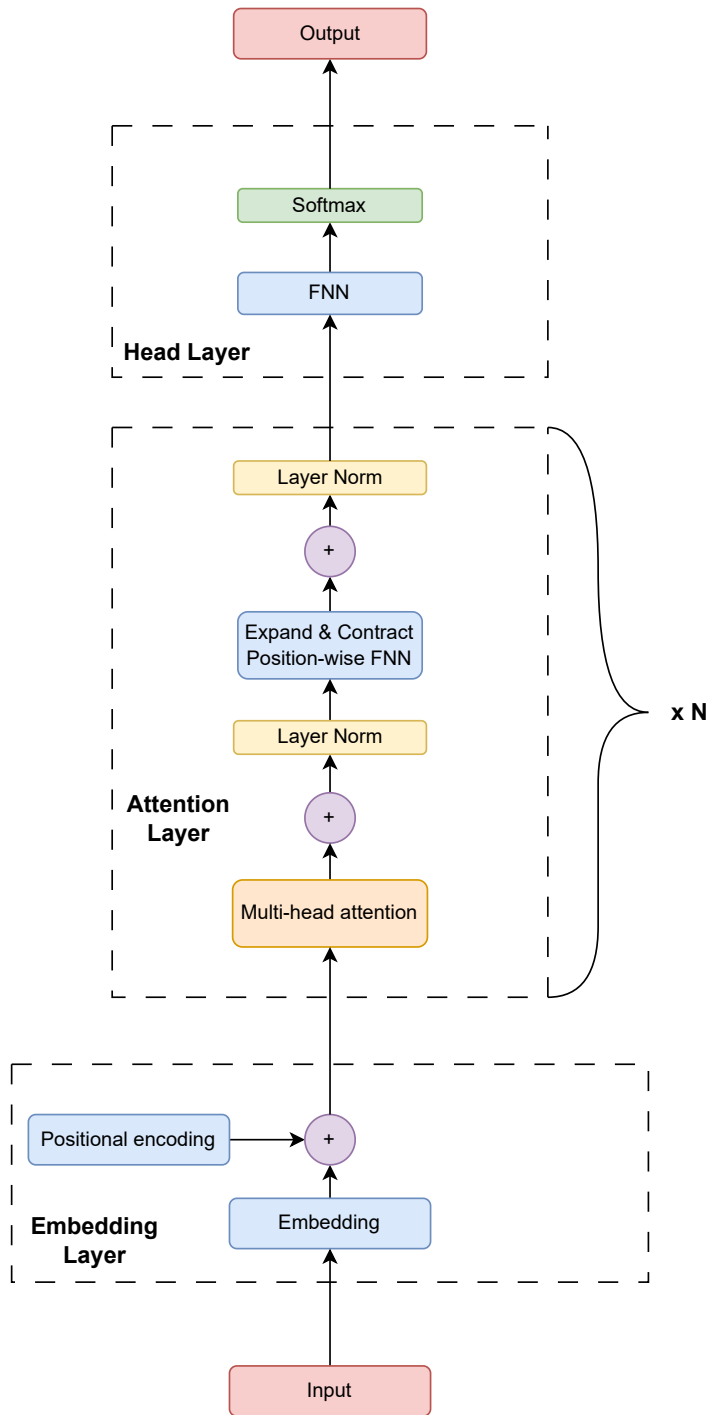 Output
Softmax
FNN
Head Layer
Layer Norm
+
Expand & Contract
Position-wise FNN
Layer Norm
x N
Attention
Layer
+
Multi-head attention
Positional encoding
+
Embedding
Embedding
Layer
Input